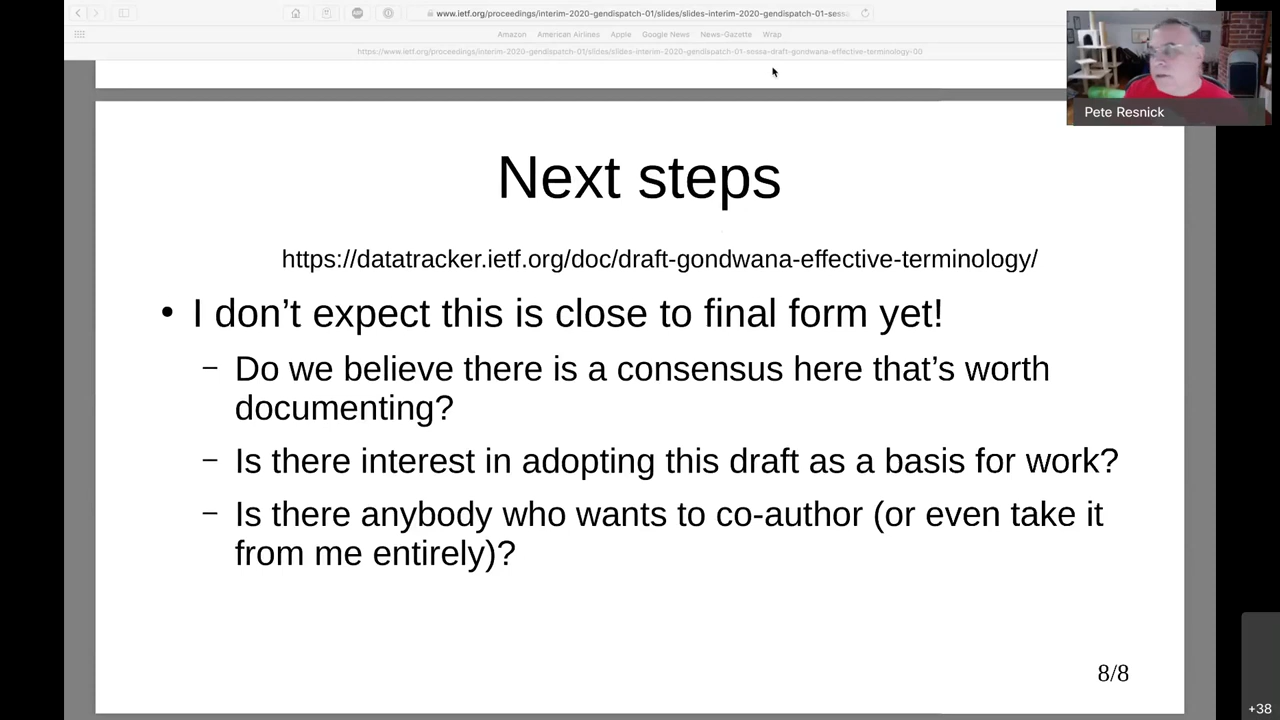 www.ietf.org/proceedings/interim-2020-gendispatch-01/slides/slides-interim-2020-gendispatch-01-sessa
Amazon American Airlines Apple Google News News-Gazette Wrap
https://www.ietf.org/proceedings/interim-2020-gendispatch-01/slides/slides-interim-2020-gendispatch-01-sessa-draft-gondwana-effective-terminology-00
Pete Resnick
Next steps
https://datatracker.ietf.org/doc/draft-gondwana-effective-terminology/
• I don’t expect this is close to final form yet!
– Do we believe there is a consensus here that’s worth
documenting?
– Is there interest in adopting this draft as a basis for work?
– Is there anybody who wants to co-author (or even take it
from me entirely)?
8/8
+38